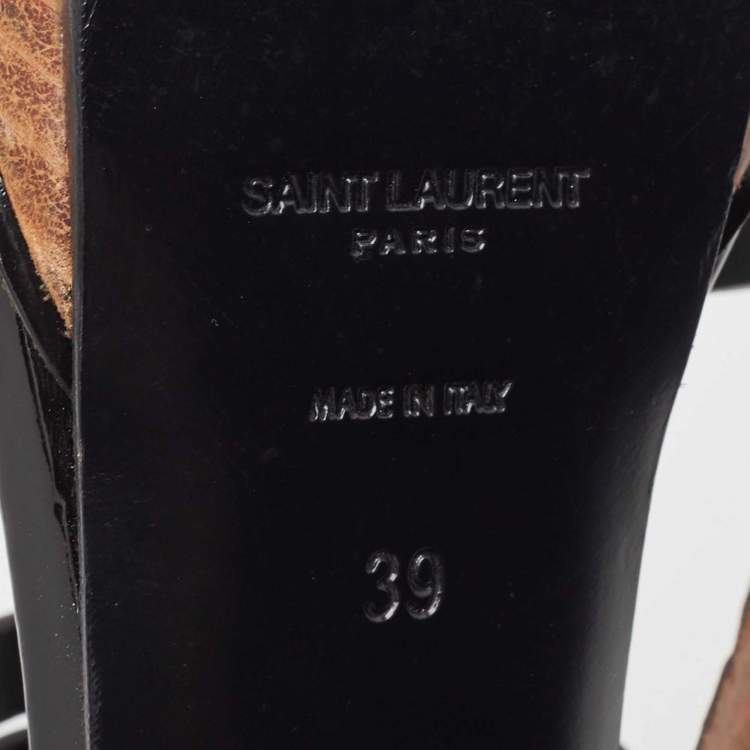 SAINT LAURENT
PARIS
MADE IN ITALY
39